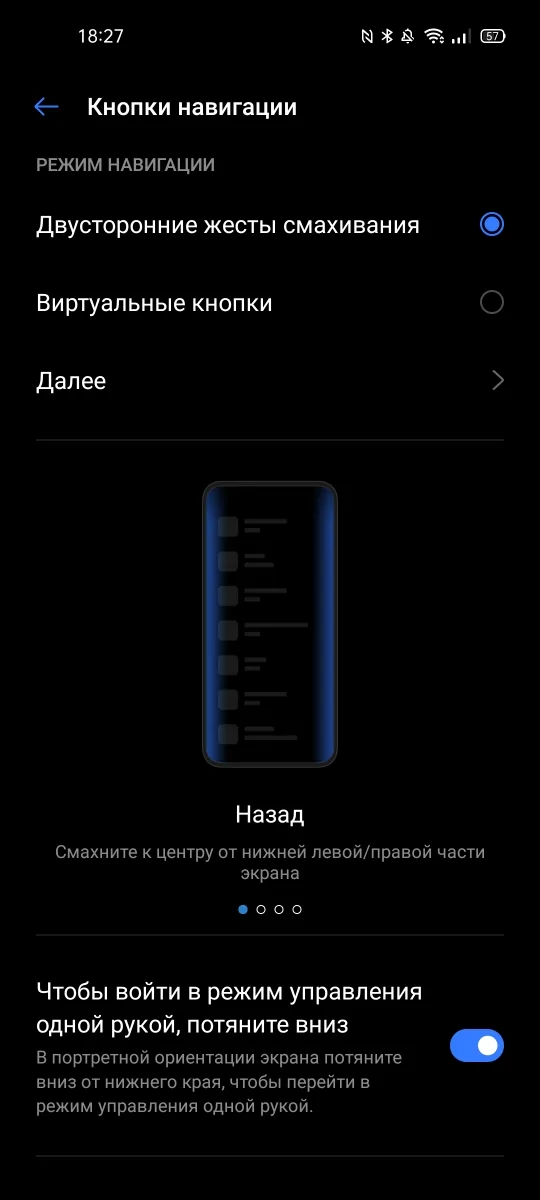 18:27
57
Кнопки навигации
РЕЖИМ НАВИГАЦИИ
Двусторонние жесты смахивания
Виртуальные кнопки
Далее
Назад
Смахните к центру от нижней левой/правой части
экрана
Чтобы войти в режим управления
одной рукой, потяните вниз
В портретной ориентации экрана потяните
вниз от нижнего края, чтобы перейти в
режим управления одной рукой.